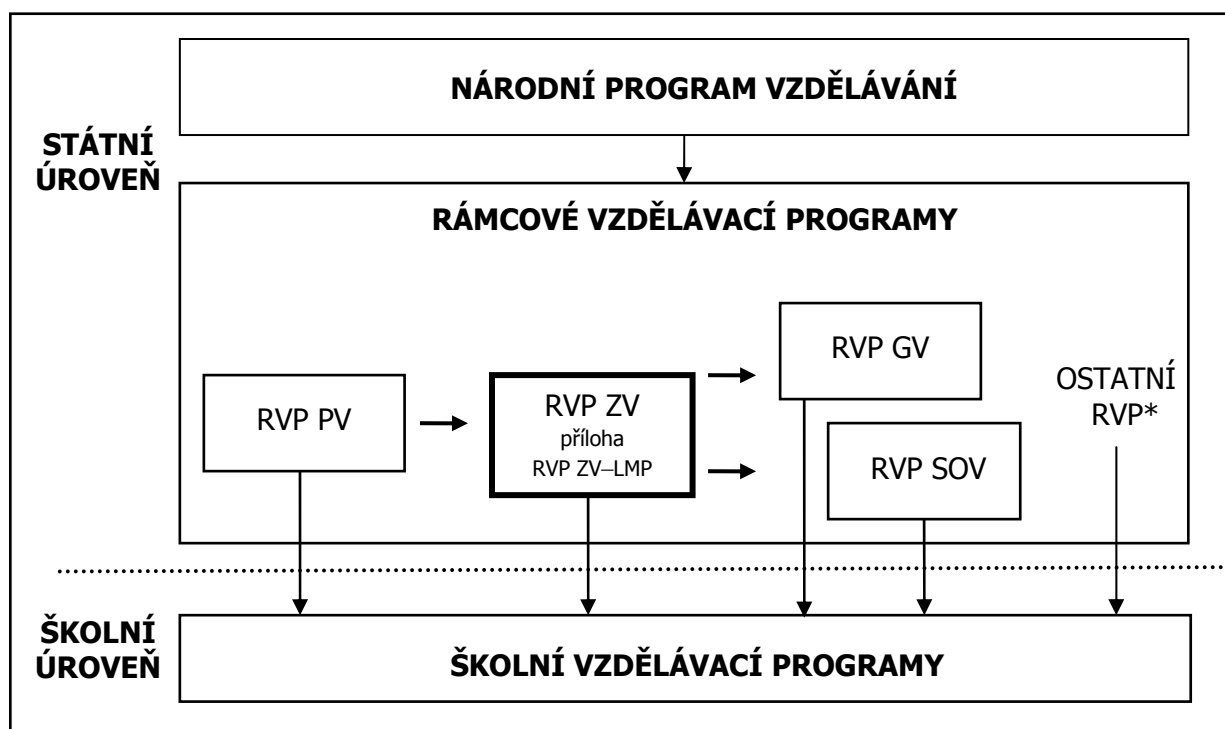 NÁRODNÍ PROGRAM VZDĚLÁVÁNÍ
STÁTNÍ
ÚROVEŇ
RÁMCOVÉ VZDĚLÁVACÍ PROGRAMY
RVP PV
RVP ZV
příloha
RVP ZV–LMP
RVP GV
RVP SOV
OSTATNÍ
RVP*
ŠKOLNÍ
ÚROVEŇ
ŠKOLNÍ VZDĚLÁVACÍ PROGRAMY